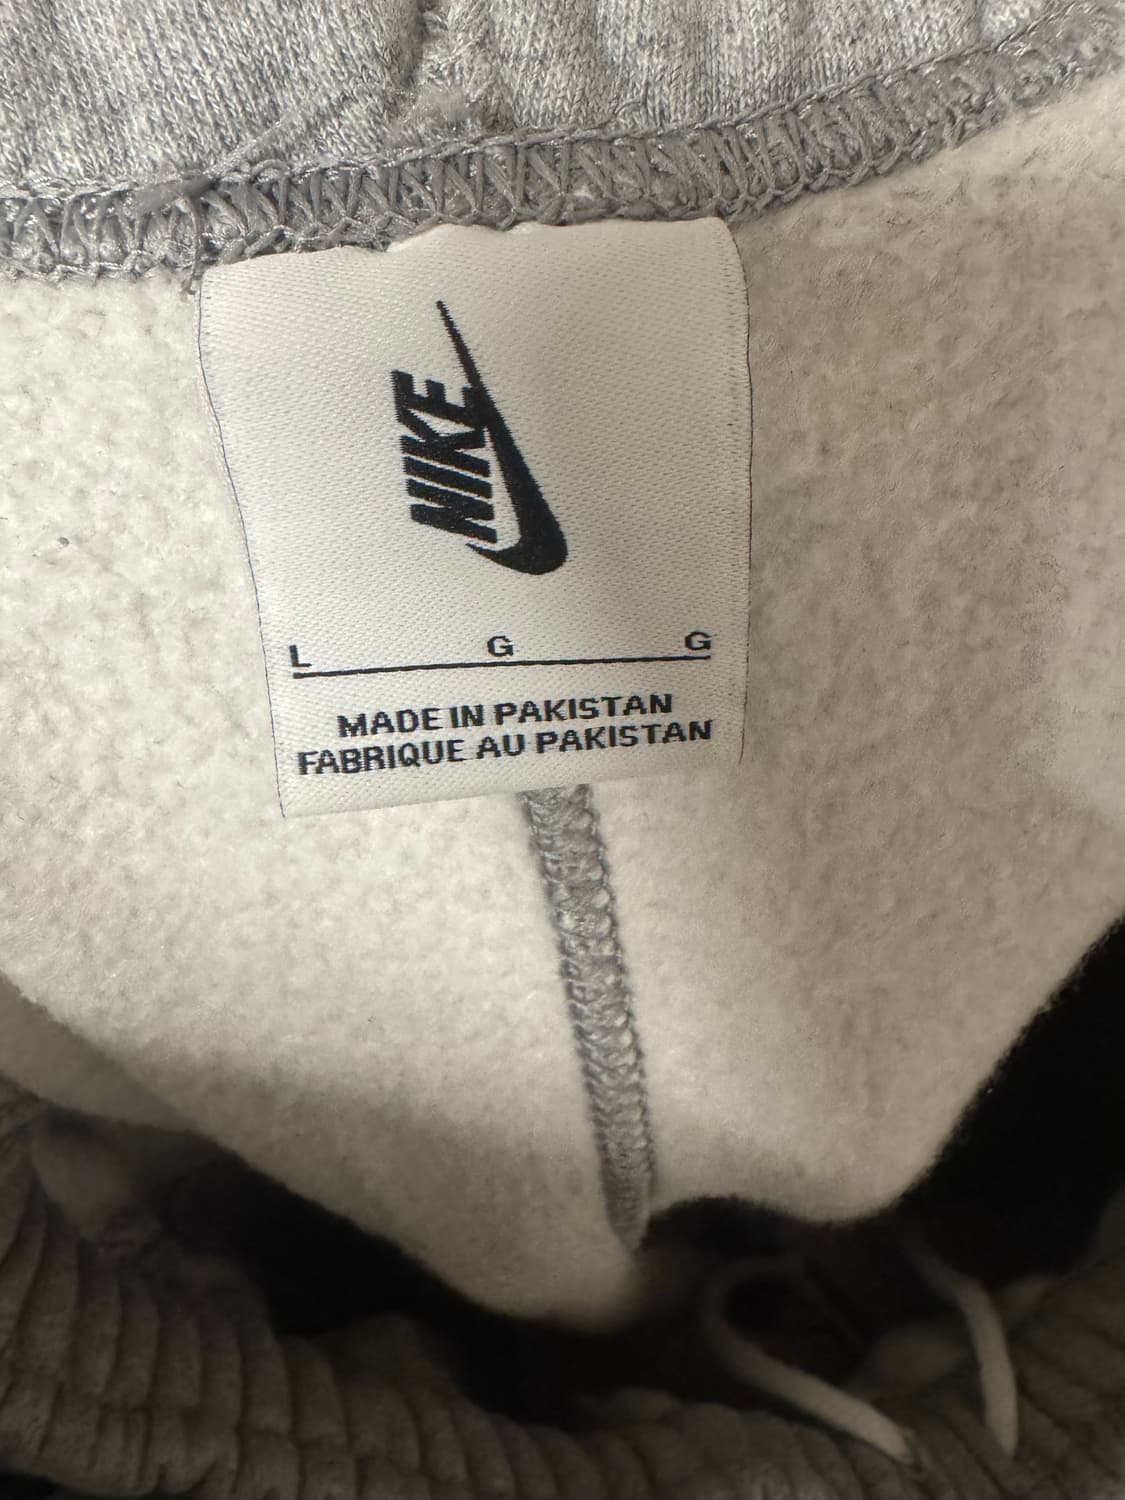 NIKE
L G G
MADE IN PAKISTAN
FABRIQUE AU PAKISTAN